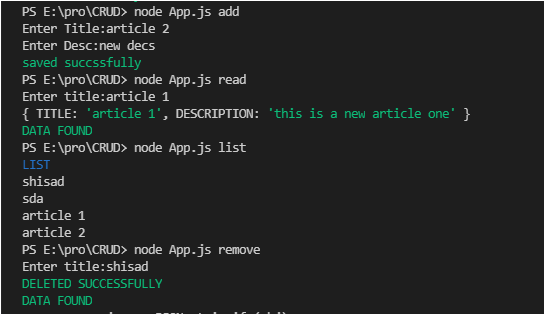 PS E:\pro\CRUD> node App.js add
Enter Title:article 2
Enter Desc:new decs
saved succssfully
PS E:\pro\CRUD> node App.js read
Enter title:article 1
{ TITLE: 'article 1', DESCRIPTION: 'this is a new article one' }
DATA FOUND
PS E:\pro\CRUD> node App.js list
LIST
shisad
sda
article 1
article 2
PS E:\pro\CRUD> node App.js remove
Enter title:shisad
DELETED SUCCESSFULLY
DATA FOUND